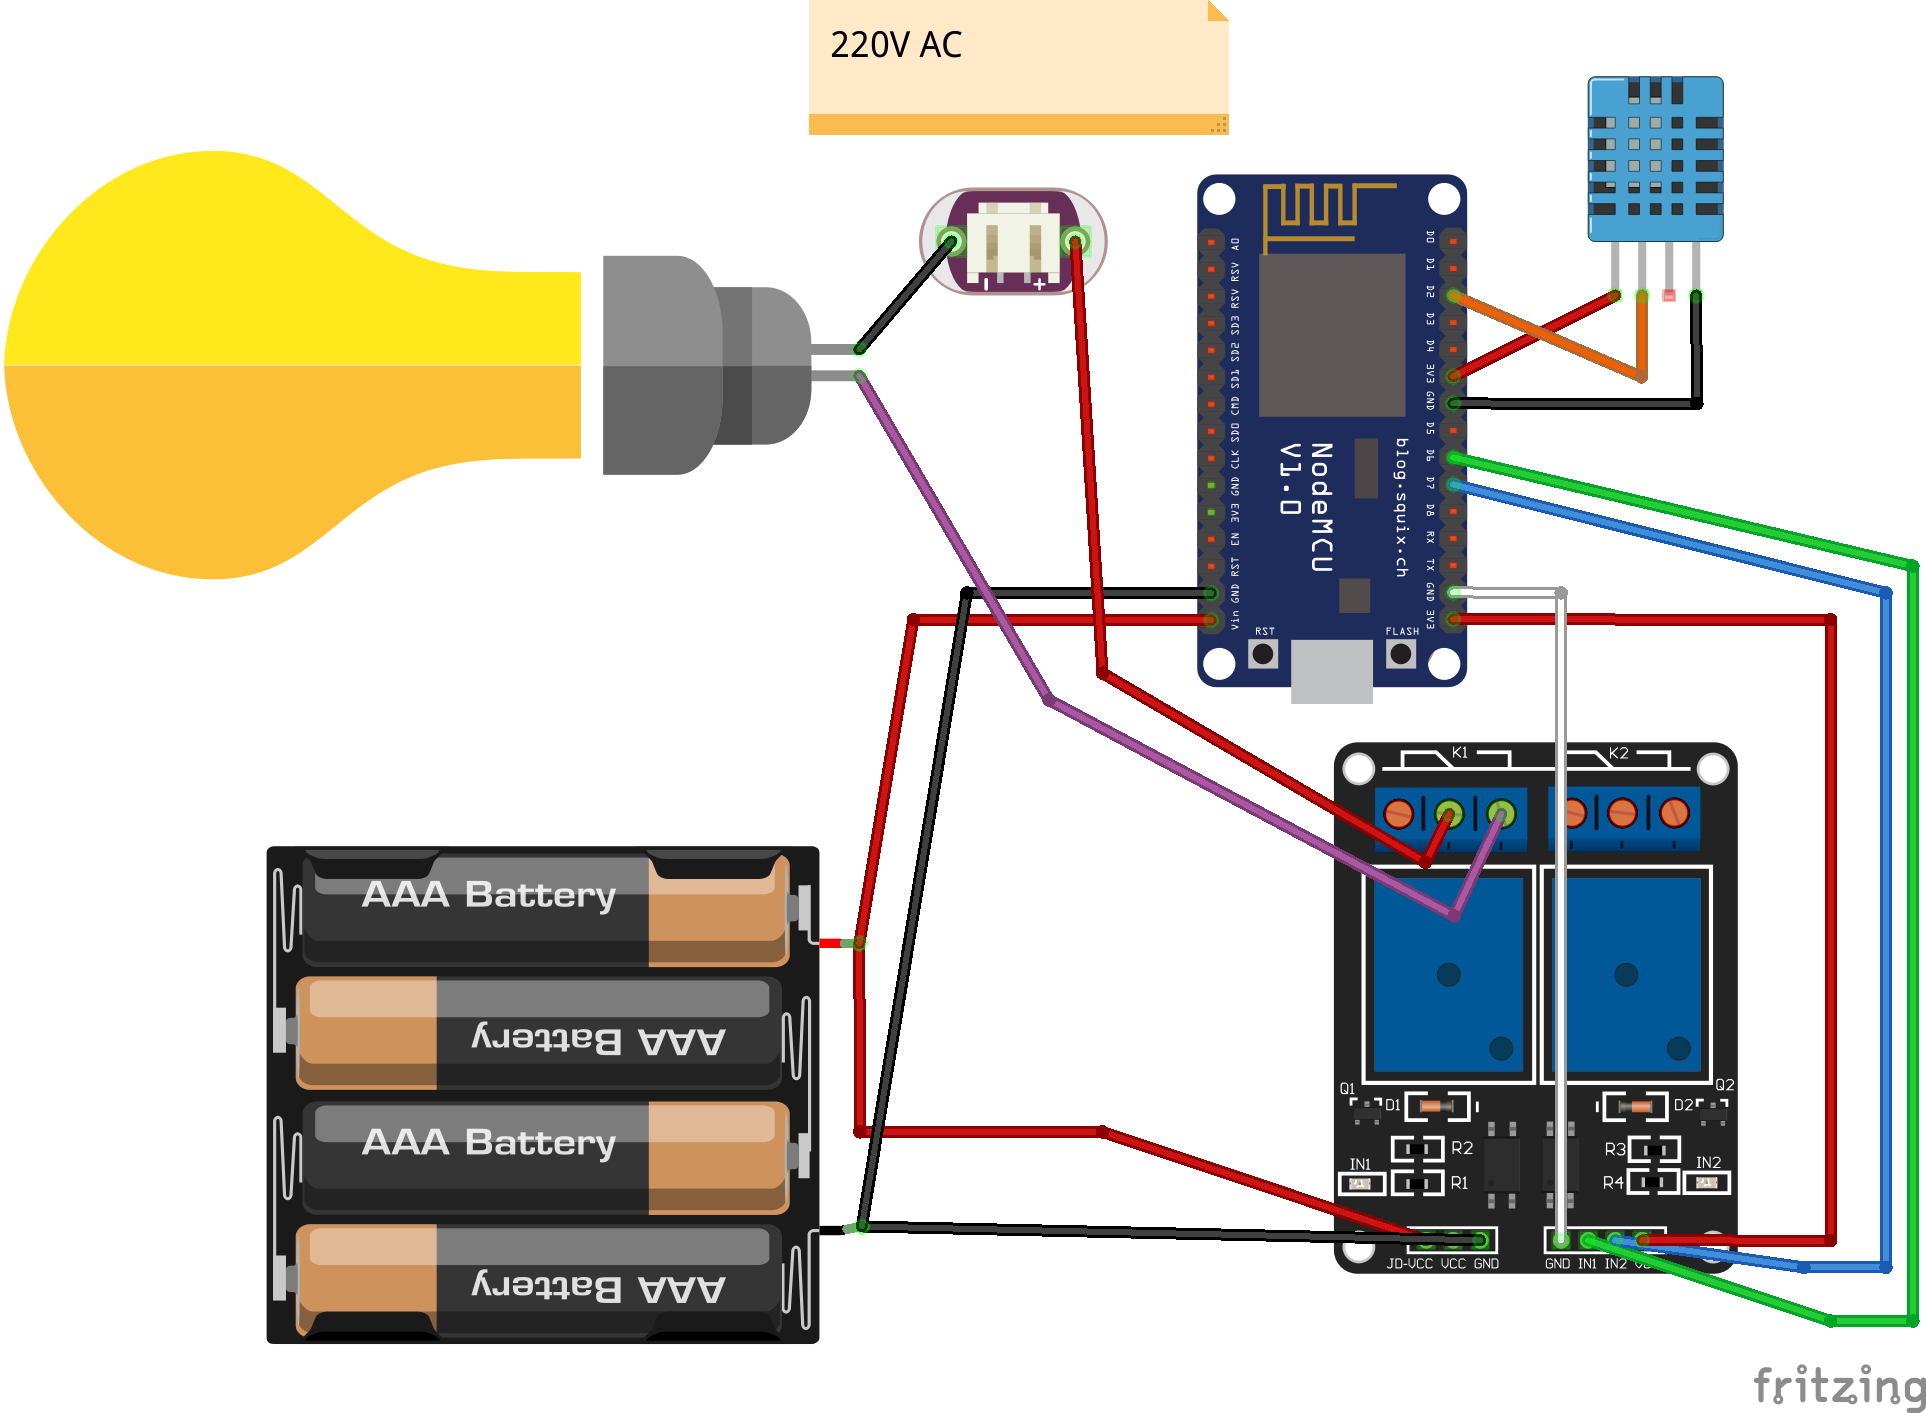 220V AC
A0
RSV
RSV
SD3
SD2
SD1
CMD
SD0
CLK
GND
3V3
EN
RST
GND
Vin
D0
D1
D2
D3
D4
3V3
GND
D5
D6
D7
D8
RX
TX
GND
3V3
NodeMCU
V1.0
blog.squix.ch
RST
FLASH
K1
K2
AAA Battery
AAA Battery
AAA Battery
AAA Battery
Q1
D1
D2
Q2
R2
R3
IN1
R1
R4
IN2
JD-VCC VCC GND
GND IN1 IN2
fritzing